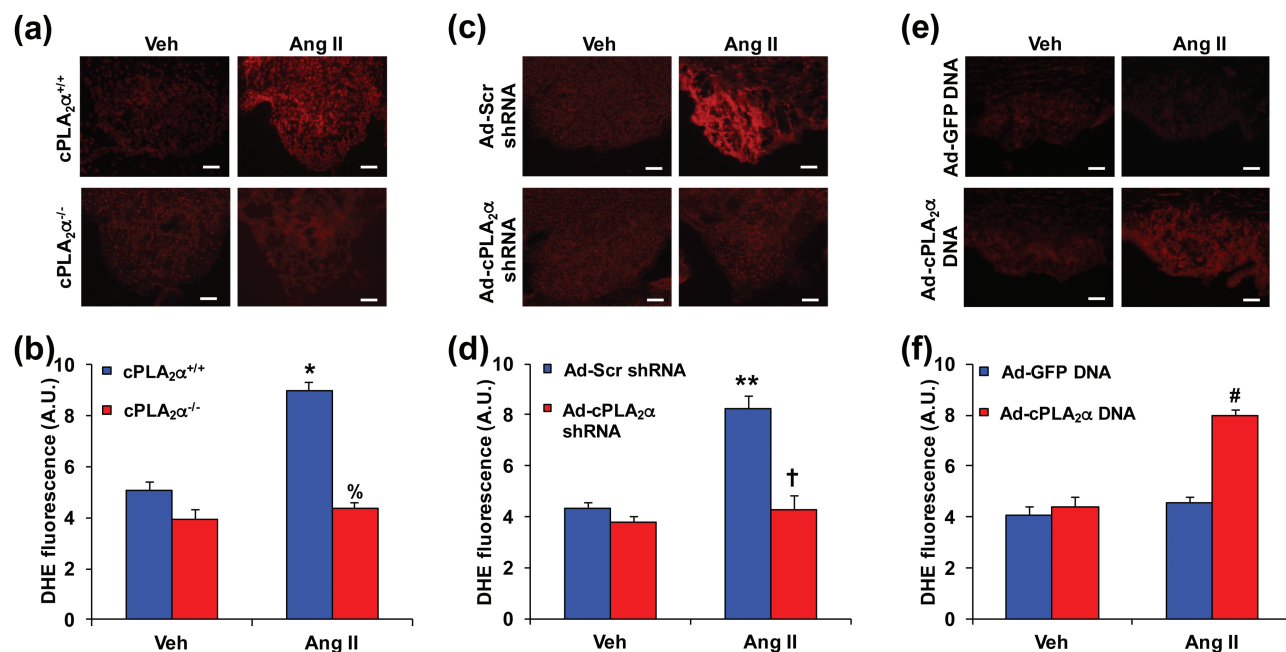 (a)
Veh
Ang II
cPLA₂α⁺/⁺
cPLA₂α⁻/⁻
(b)
DHE fluorescence (A.U.)
10
8
6
4
2
0
cPLA₂α⁺/⁺
cPLA₂α⁻/⁻
*
%
Veh
Ang II
(c)
Veh
Ang II
Ad-Scr
shRNA
Ad-cPLA₂α
shRNA
(d)
DHE fluorescence (A.U.)
10
8
6
4
2
0
Ad-Scr shRNA
Ad-cPLA₂α
shRNA
**
†
Veh
Ang II
(e)
Veh
Ang II
Ad-GFP DNA
Ad-cPLA₂α
DNA
(f)
DHE fluorescence (A.U.)
10
8
6
4
2
0
Ad-GFP DNA
Ad-cPLA₂α DNA
#
Veh
Ang II